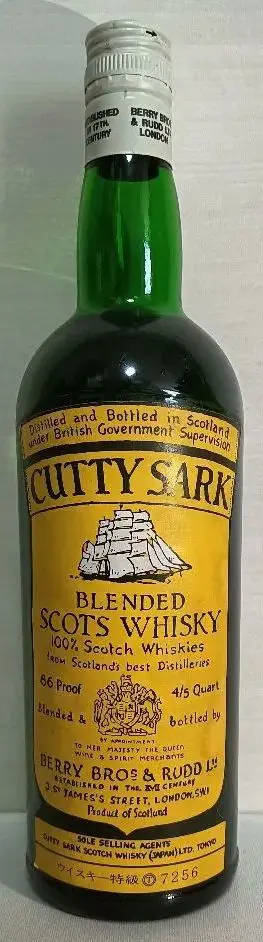 ESTABLISHED
IN 17TH.
CENTURY
BERRY BROS
& RUDD LTD
LONDON
Distilled and Bottled in Scotland
under British Government Supervision
CUTTY SARK
BLENDED
SCOTS WHISKY
100% Scotch Whiskies
from Scotland's best Distilleries
86 Proof
4/5 Quart
Blended &
bottled by
BY APPOINTMENT
TO HER MAJESTY THE QUEEN
WINE & SPIRIT MERCHANTS
BERRY BROS & RUDD LTD
ESTABLISHED IN THE XVII CENTURY
3, ST JAMES'S STREET, LONDON, SW1
Product of Scotland
SOLE SELLING AGENTS
CUTTY SARK SCOTCH WHISKY (JAPAN) LTD. TOKYO
ウイスキー特級 7256